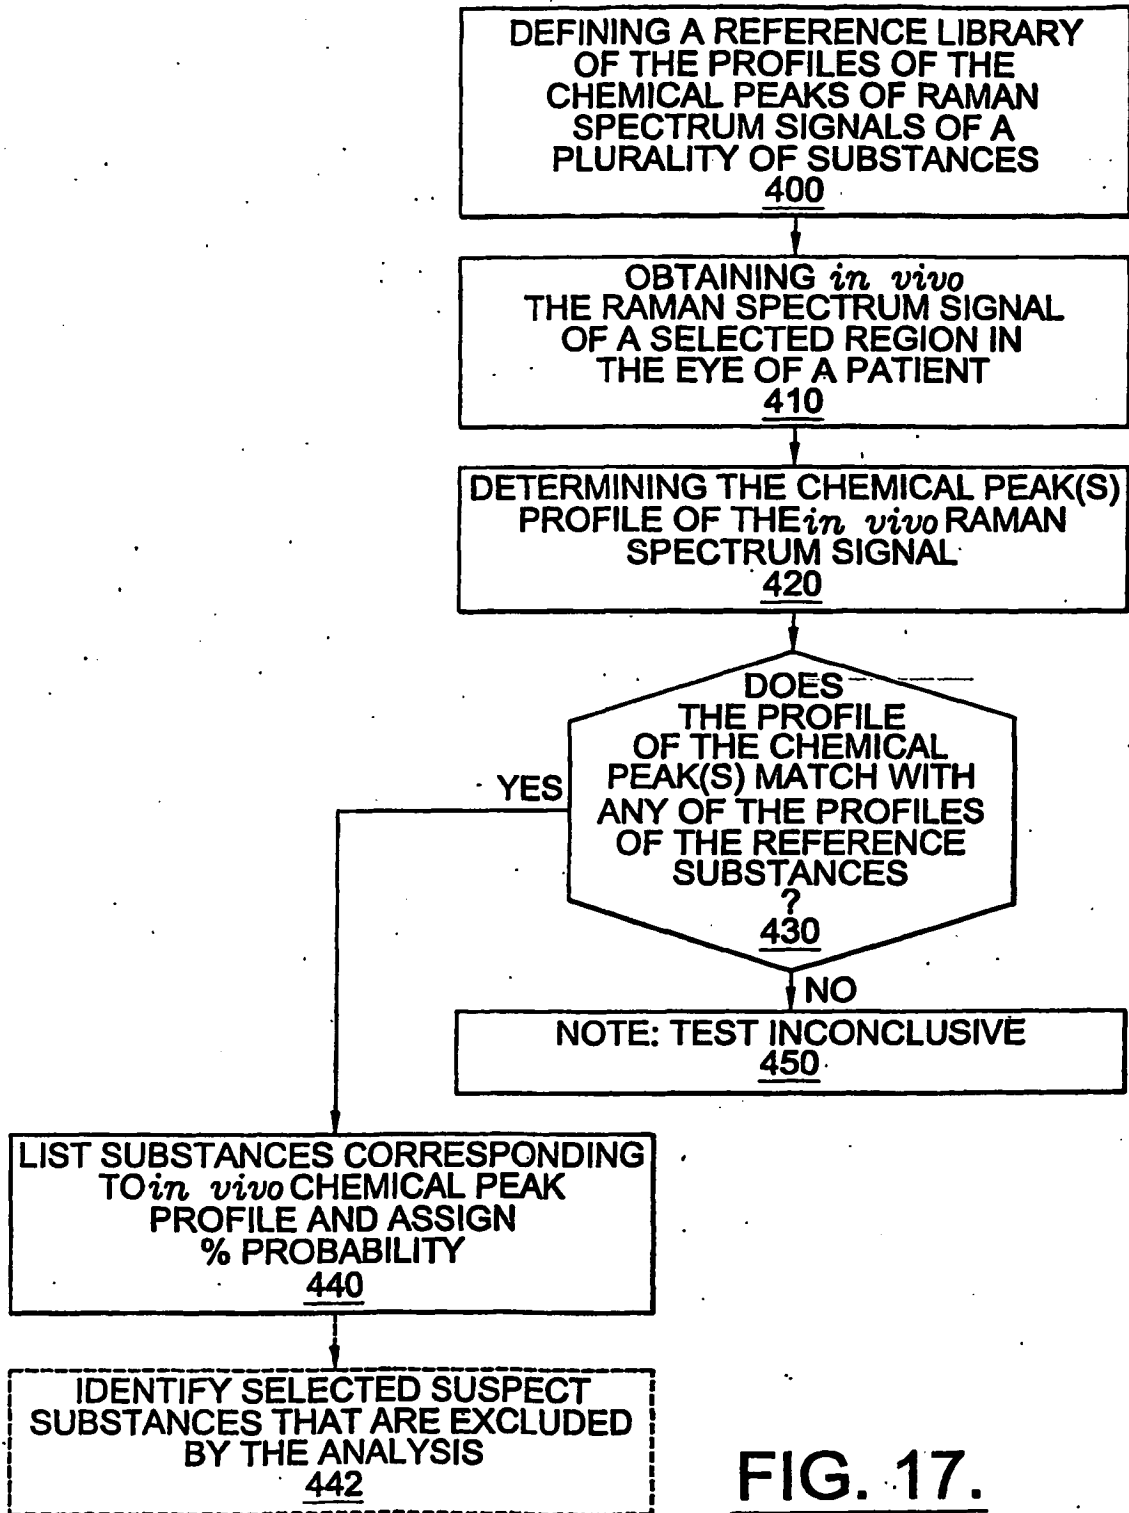 DEFINING A REFERENCE LIBRARY
OF THE PROFILES OF THE
CHEMICAL PEAKS OF RAMAN
SPECTRUM SIGNALS OF A
PLURALITY OF SUBSTANCES
400
OBTAINING in vivo
THE RAMAN SPECTRUM SIGNAL
OF A SELECTED REGION IN
THE EYE OF A PATIENT
410
DETERMINING THE CHEMICAL PEAK(S)
PROFILE OF THE in vivo RAMAN
SPECTRUM SIGNAL
420
DOES
THE PROFILE
OF THE CHEMICAL
PEAK(S) MATCH WITH
ANY OF THE PROFILES
OF THE REFERENCE
SUBSTANCES
?
430
YES
NO
NOTE: TEST INCONCLUSIVE
450
LIST SUBSTANCES CORRESPONDING
TO in vivo CHEMICAL PEAK
PROFILE AND ASSIGN
% PROBABILITY
440
IDENTIFY SELECTED SUSPECT
SUBSTANCES THAT ARE EXCLUDED
BY THE ANALYSIS
442
FIG. 17.